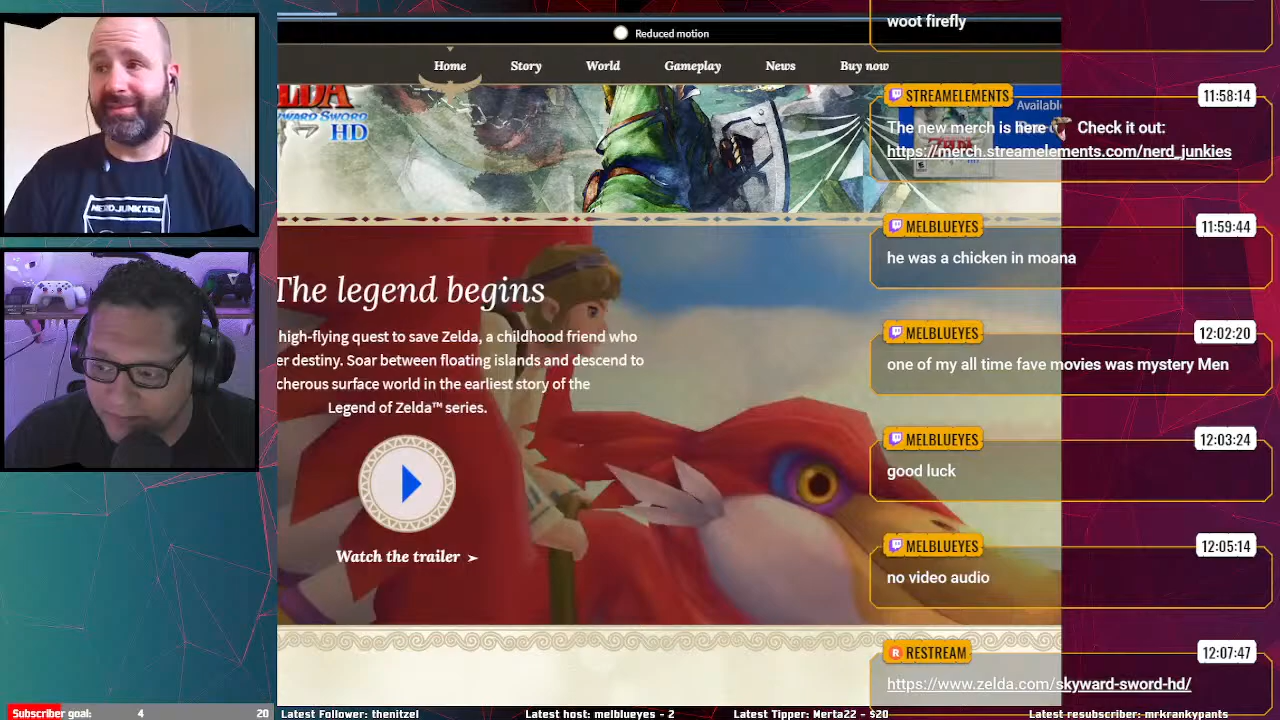 Reduced motion
Home Story World Gameplay News Buy now
SKYWARD SWORD
HD
Available
The legend begins
high-flying quest to save Zelda, a childhood friend who
er destiny. Soar between floating islands and descend to
cherous surface world in the earliest story of the
Legend of Zelda™ series.
Watch the trailer ➢
NERDJUNKIES
woot firefly
STREAMELEMENTS 11:58:14
The new merch is here Check it out:
https://merch.streamelements.com/nerd_junkies
MELBLUEYES 11:59:44
he was a chicken in moana
MELBLUEYES 12:02:20
one of my all time fave movies was mystery Men
MELBLUEYES 12:03:24
good luck
MELBLUEYES 12:05:14
no video audio
R RESTREAM 12:07:47
https://www.zelda.com/skyward-sword-hd/
Subscriber goal: 4 20 Latest Follower: thenitzel Latest host: melblueyes - 2 Latest Tipper: Merta22 - $20 Latest resubscriber: mrkrankypants